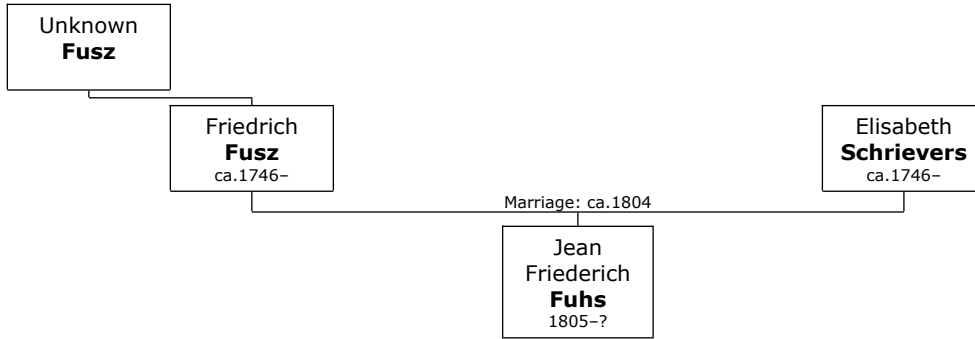 Unknown
Fusz
Friedrich
Fusz
ca.1746–
Elisabeth
Schrievers
ca.1746–
Marriage: ca.1804
Jean
Friederich
Fuhs
1805–?